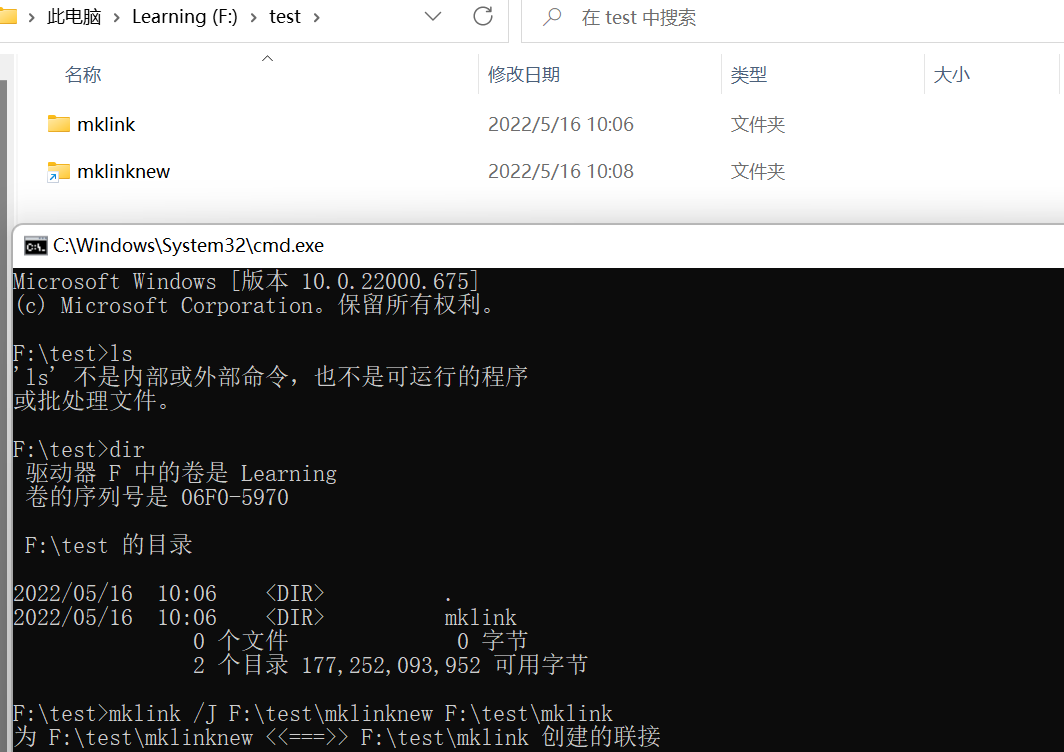 此电脑 > Learning (F:) > test >
在 test 中搜索
名称 修改日期 类型 大小
mklink 2022/5/16 10:06 文件夹
mklinknew 2022/5/16 10:08 文件夹
C:\Windows\System32\cmd.exe
Microsoft Windows [版本 10.0.22000.675]
(c) Microsoft Corporation。保留所有权利。
F:\test>ls
'ls' 不是内部或外部命令，也不是可运行的程序
或批处理文件。
F:\test>dir
驱动器 F 中的卷是 Learning
卷的序列号是 06F0-5970
F:\test 的目录
2022/05/16  10:06    <DIR>          .
2022/05/16  10:06    <DIR>          mklink
0 个文件              0 字节
2 个目录 177,252,093,952 可用字节
F:\test>mklink /J F:\test\mklinknew F:\test\mklink
为 F:\test\mklinknew <<===>> F:\test\mklink 创建的联接